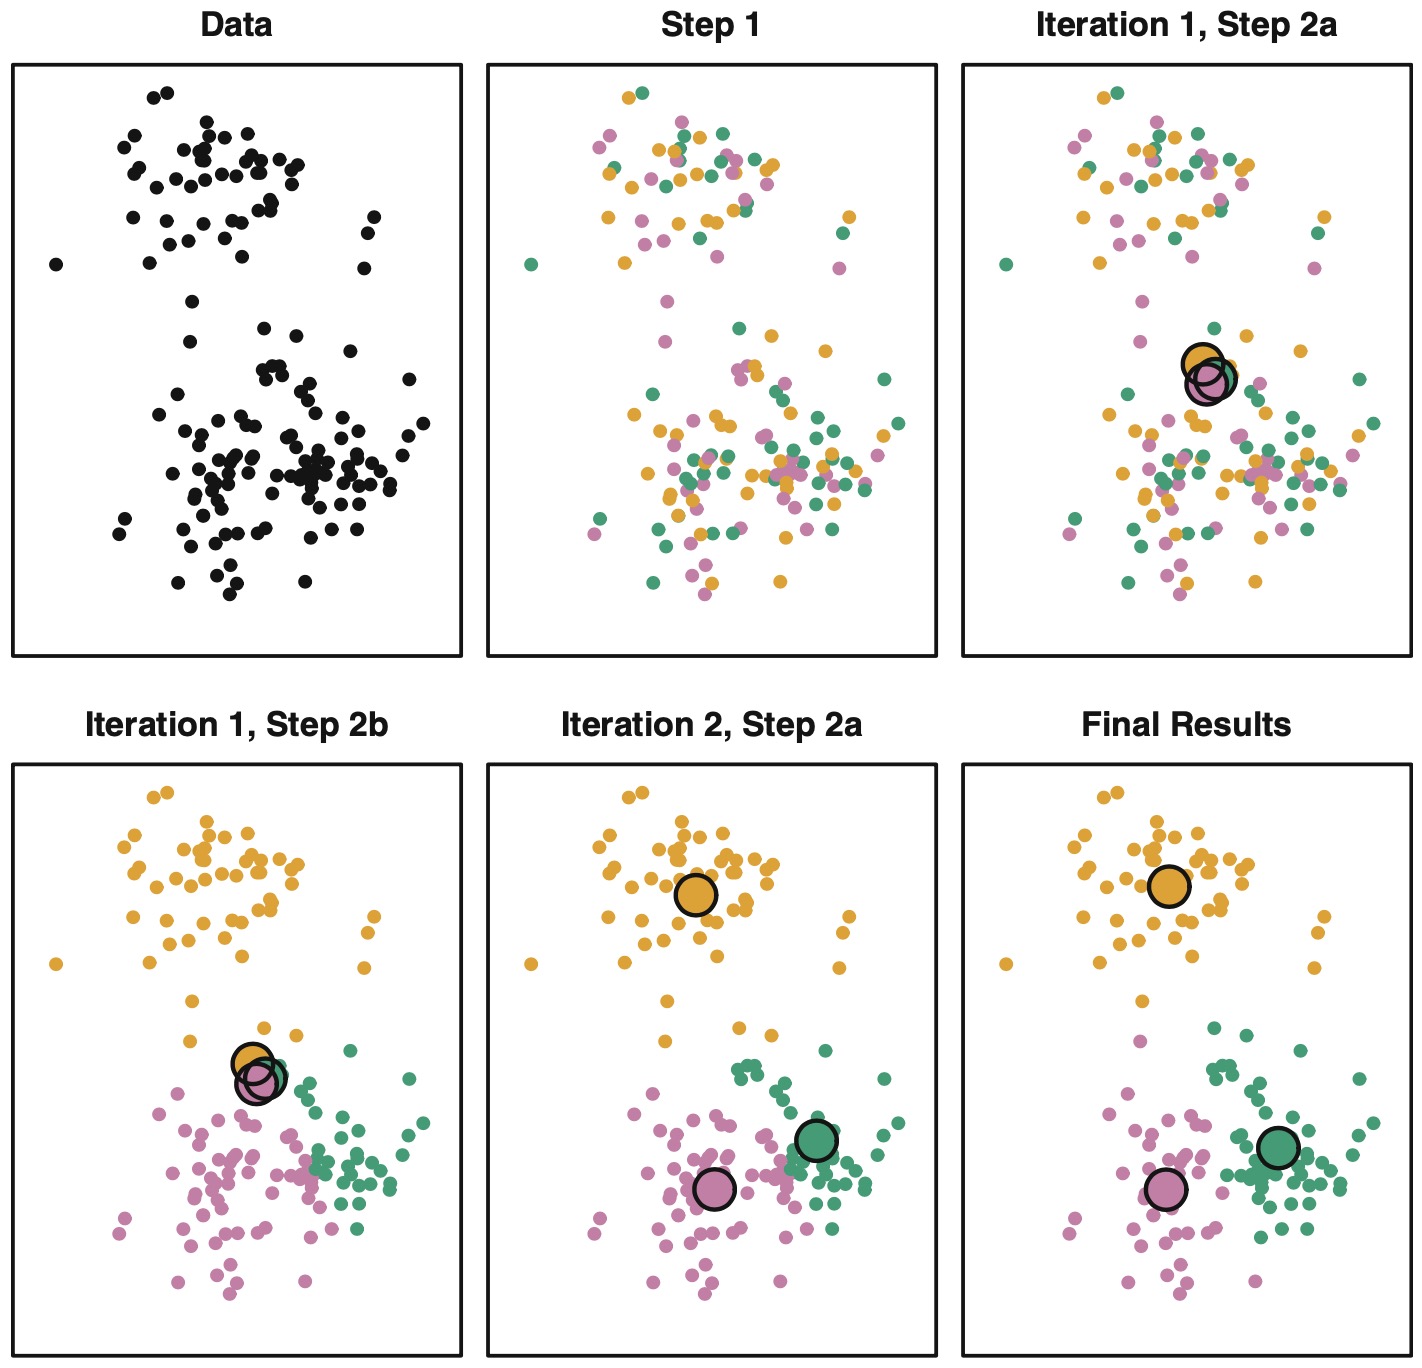 Data
Step 1
Iteration 1, Step 2a
Iteration 1, Step 2b
Iteration 2, Step 2a
Final Results